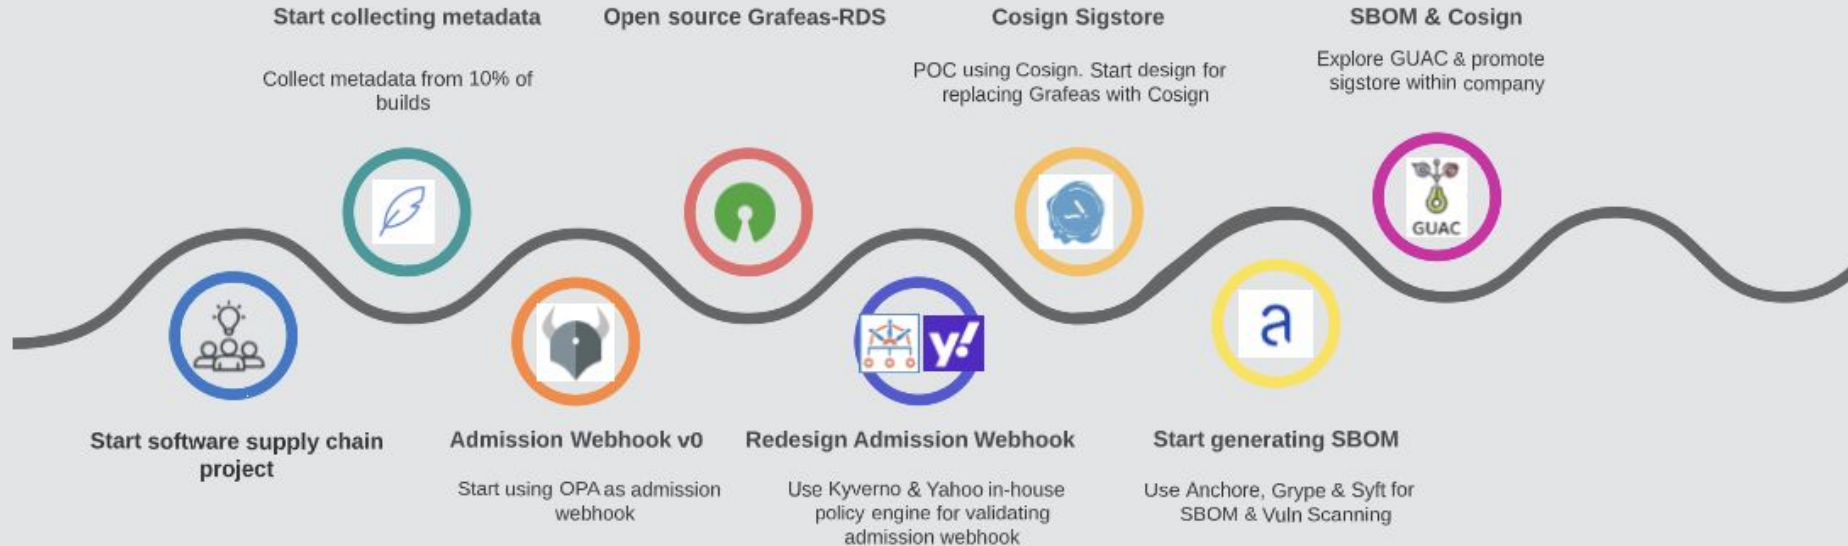 Start collecting metadata
Collect metadata from 10% of
builds
Open source Grafeas-RDS
Cosign Sigstore
POC using Cosign. Start design for
replacing Grafeas with Cosign
SBOM & Cosign
Explore GUAC & promote
sigstore within company
GUAC
y!
a
Start software supply chain
project
Admission Webhook v0
Start using OPA as admission
webhook
Redesign Admission Webhook
Use Kyverno & Yahoo in-house
policy engine for validating
admission webhook
Start generating SBOM
Use Anchore, Grype & Syft for
SBOM & Vuln Scanning